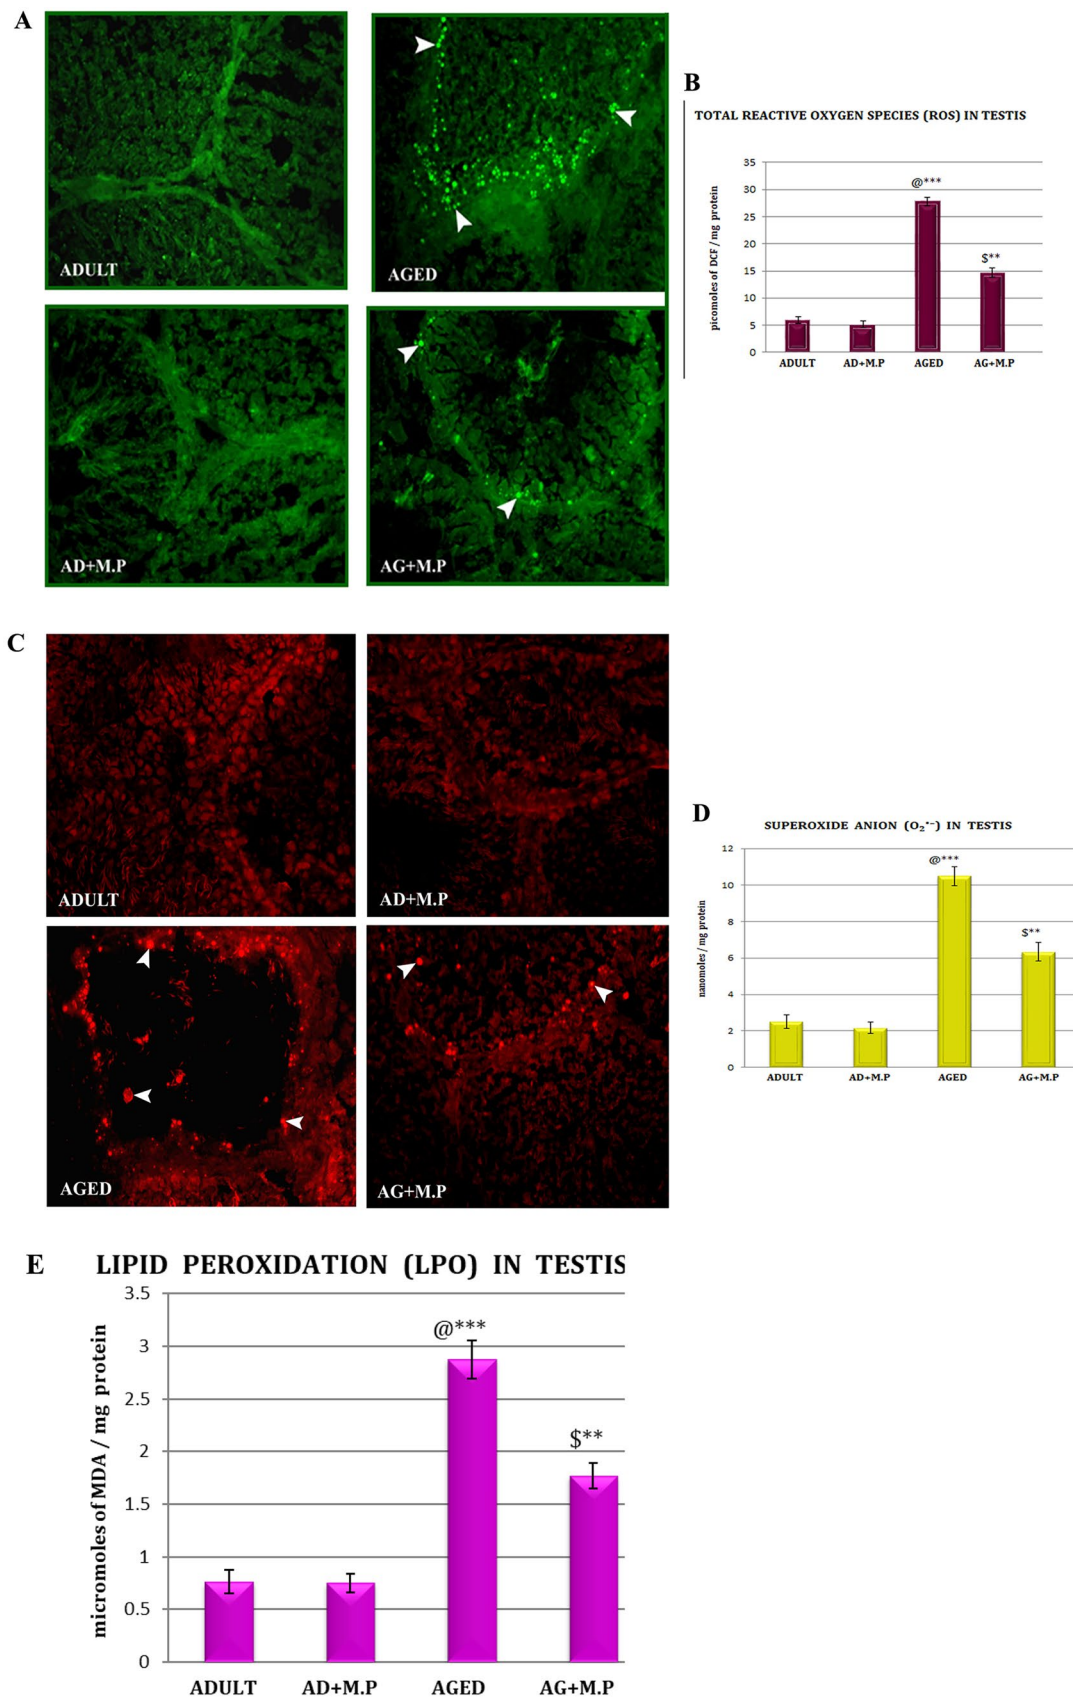 A
ADULT
AGED
AD+M.P
AG+M.P
B
TOTAL REACTIVE OXYGEN SPECIES (ROS) IN TESTIS
picomoles of DCF / mg protein
35
30
25
20
15
10
5
0
@***
$**
ADULT AD+M.P AGED AG+M.P
C
ADULT
AD+M.P
AGED
AG+M.P
D
SUPEROXIDE ANION (O₂•−) IN TESTIS
nanomoles / mg protein
12
10
8
6
4
2
0
@***
$**
ADULT AD+M.P AGED AG+M.P
E
LIPID PEROXIDATION (LPO) IN TESTIS
micromoles of MDA / mg protein
3.5
3
2.5
2
1.5
1
0.5
0
@***
$**
ADULT AD+M.P AGED AG+M.P